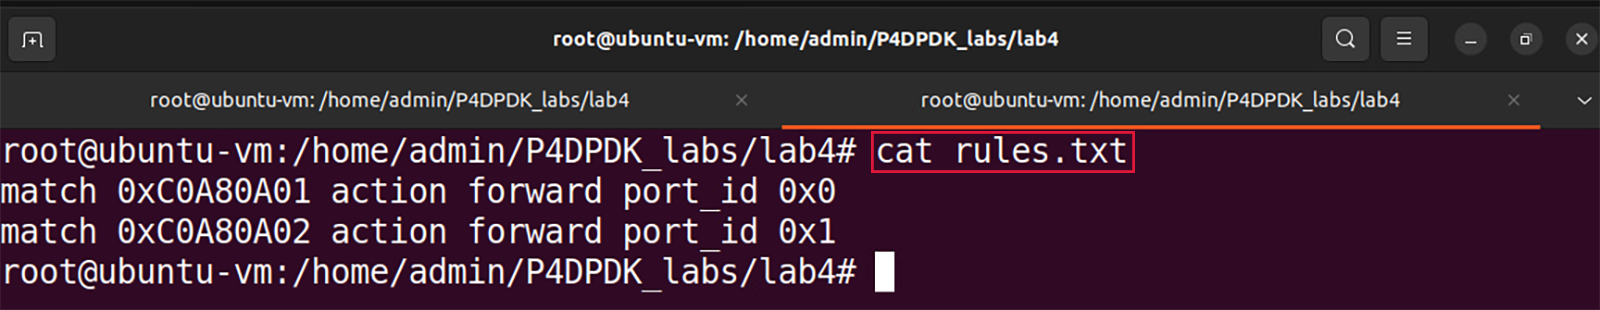 root@ubuntu-vm: /home/admin/P4DPDK_labs/lab4
root@ubuntu-vm: /home/admin/P4DPDK_labs/lab4
root@ubuntu-vm: /home/admin/P4DPDK_labs/lab4
root@ubuntu-vm:/home/admin/P4DPDK_labs/lab4# cat rules.txt
match 0xC0A80A01 action forward port_id 0x0
match 0xC0A80A02 action forward port_id 0x1
root@ubuntu-vm:/home/admin/P4DPDK_labs/lab4#